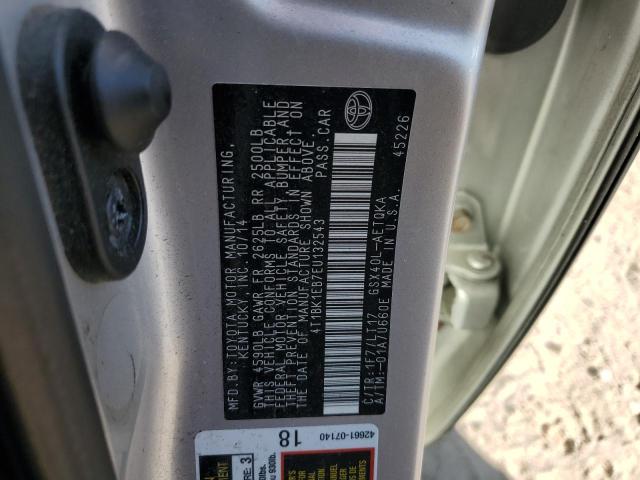 MFD. BY: TOYOTA MOTOR MANUFACTURING,
KENTUCKY, INC. 10/14
GVWR 4590LB GAWR FR 2625LB RR 2500LB
THIS VEHICLE CONFORMS TO ALL APPLICABLE
FEDERAL MOTOR VEHICLE SAFETY, BUMPER, AND
THEFT PREVENTION STANDARDS IN EFFECT ON
THE DATE OF MANUFACTURE SHOWN ABOVE.
4T1BK1EB7EU132543 PASS.CAR
C/TR:1F7/LT17 GSX40L-AETQKA
A/TM:-01A/U660E MADE IN U.S.A. 45226
42661-07140
18
RE: 3
930lb.